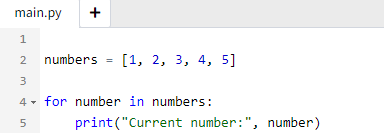 main.py +
1
2 numbers = [1, 2, 3, 4, 5]
3
4 for number in numbers:
5     print("Current number:", number)